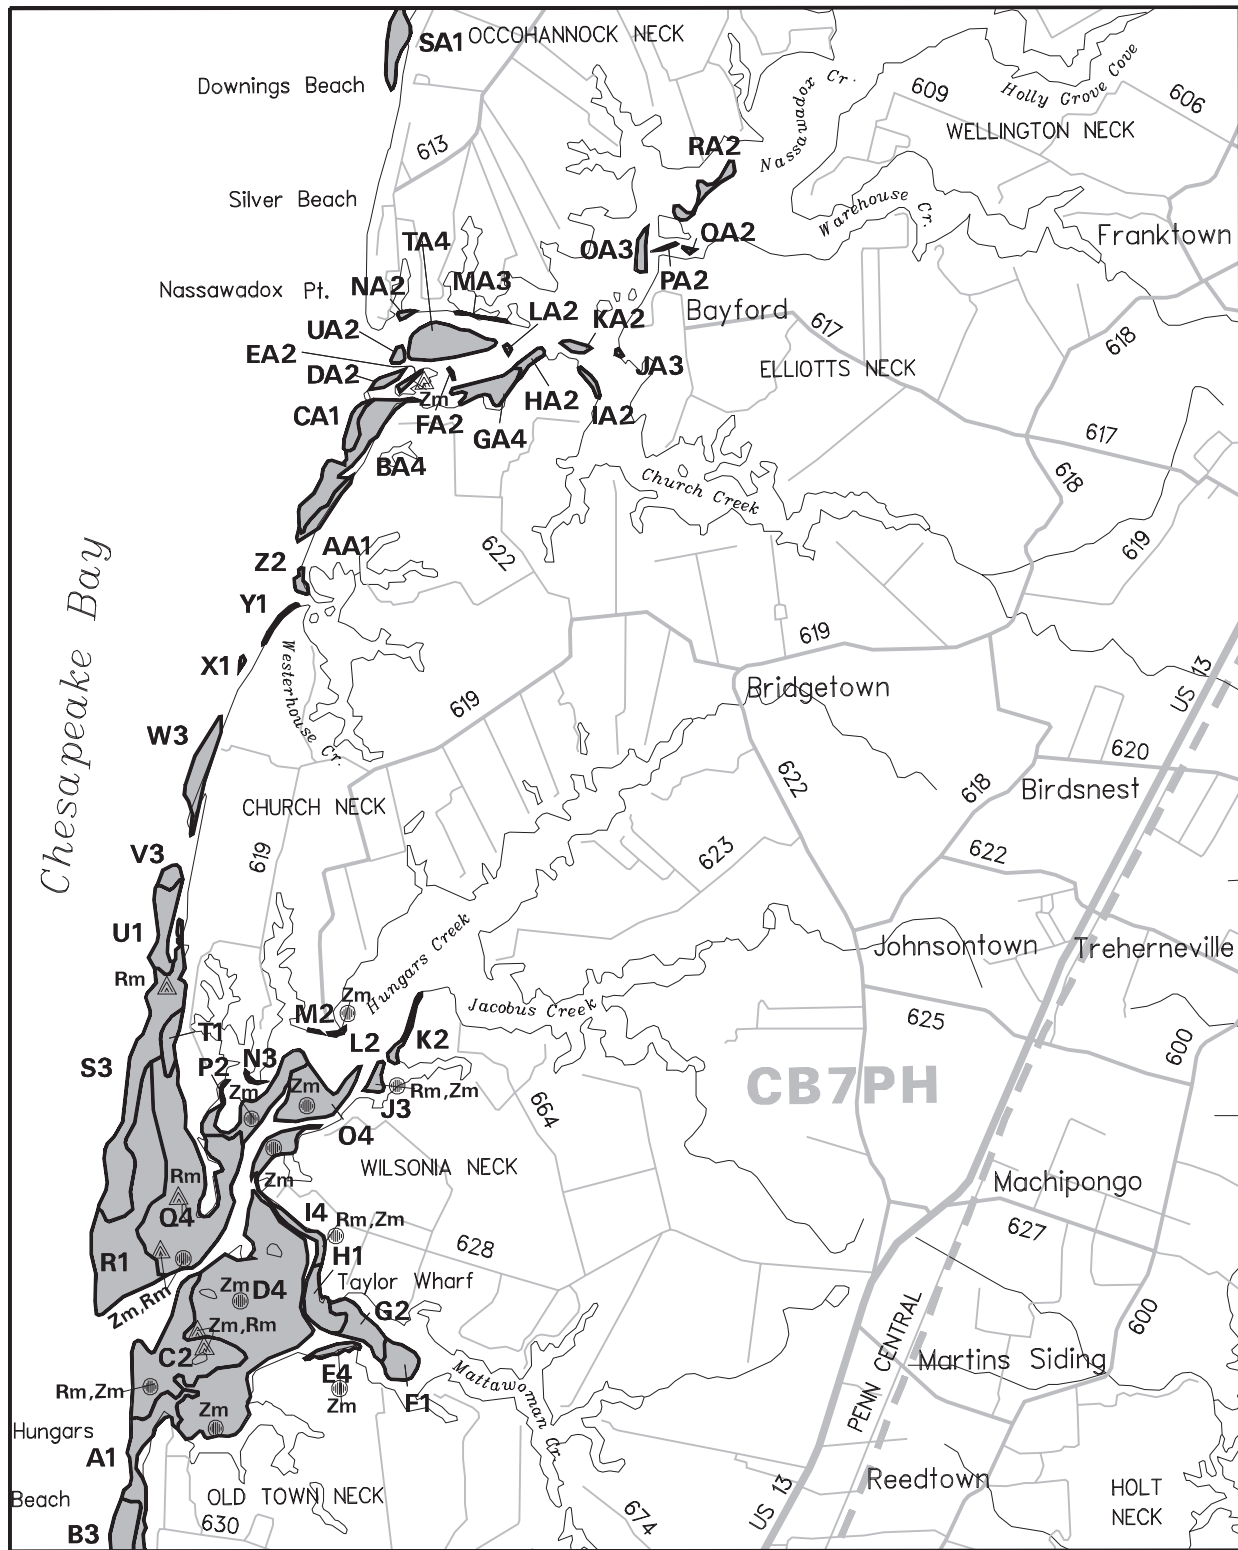 SA1
OCCOHANNOCK NECK
Downings Beach
Nassawadox Cr.
609
Holly Grove Cove
606
WELLINGTON NECK
613
RA2
Silver Beach
Warehouse Cr.
TA4
OA3
QA2
Franktown
Nassawadox Pt.
NA2
MA3
PA2
LA2
KA2
Bayford
617
618
UA2
EA2
DA2
JA3
ELLIOTTS NECK
Zm
CA1
FA2
HA2
IA2
GA4
617
BA4
618
Church Creek
622
AA1
Z2
619
Y1
Chesapeake Bay
619
Westerhouse Cr.
X1
Bridgetown
US 13
619
W3
620
622
618
Birdsnest
CHURCH NECK
619
V3
623
622
U1
Hungars Creek
Johnsontown
Treherneville
Rm
Zm
M2
Jacobus Creek
625
T1
L2
K2
600
S3
P2
N3
Zm
Zm
Rm,Zm
CB7PH
J3
664
O4
WILSONIA NECK
Rm
Zm
Machipongo
Q4
I4
Rm,Zm
627
R1
H1
628
Taylor Wharf
Zm
D4
Zm,Rm
G2
600
Zm,Rm
PENN CENTRAL
C2
Martins Siding
E4
Mattawoman Cr.
Rm,Zm
Zm
F1
Zm
Hungars
A1
Reedtown
Beach
OLD TOWN NECK
HOLT
NECK
630
674
US 13
B3